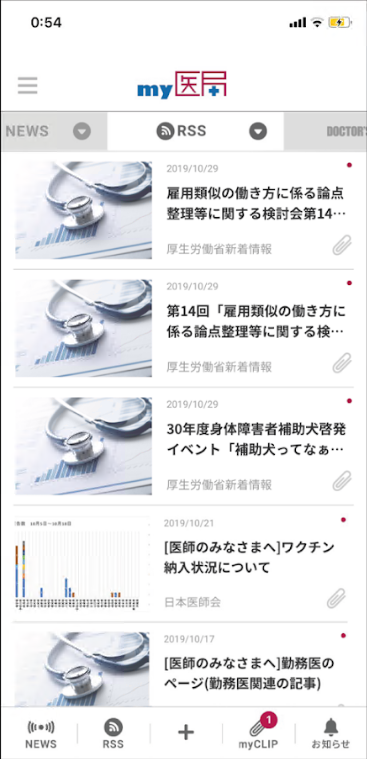 0:54
my医局
NEWS
RSS
DOCTOR'S
2019/10/29
雇用類似の働き方に係る論点
整理等に関する検討会第14…
厚生労働省新着情報
2019/10/29
第14回「雇用類似の働き方に
係る論点整理等に関する検…
厚生労働省新着情報
2019/10/29
30年度身体障害者補助犬啓発
イベント「補助犬ってなぁ…
厚生労働省新着情報
2019/10/21
[医師のみなさまへ]ワクチン
納入状況について
日本医師会
2019/10/17
[医師のみなさまへ]勤務医の
ページ(勤務医関連の記事)
NEWS
RSS
1
myCLIP
お知らせ